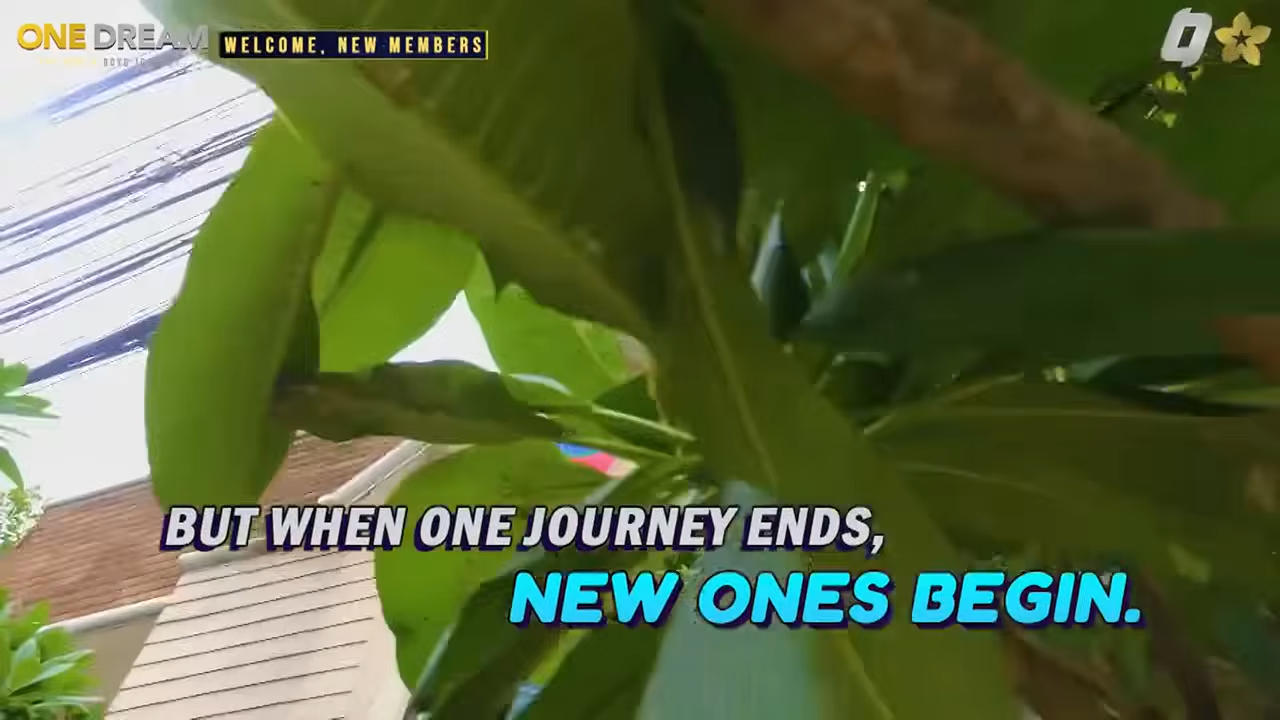 ONE DREAM
WELCOME, NEW MEMBERS
BUT WHEN ONE JOURNEY ENDS,
NEW ONES BEGIN.